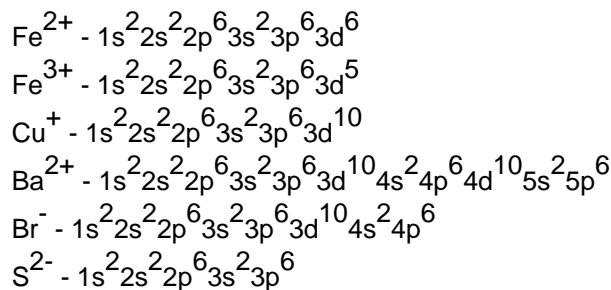 Fe²⁺ - 1s²2s²2p⁶3s²3p⁶3d⁶
Fe³⁺ - 1s²2s²2p⁶3s²3p⁶3d⁵
Cu⁺ - 1s²2s²2p⁶3s²3p⁶3d¹⁰
Ba²⁺ - 1s²2s²2p⁶3s²3p⁶3d¹⁰4s²4p⁶4d¹⁰5s²5p⁶
Br⁻ - 1s²2s²2p⁶3s²3p⁶3d¹⁰4s²4p⁶
S²⁻ - 1s²2s²2p⁶3s²3p⁶